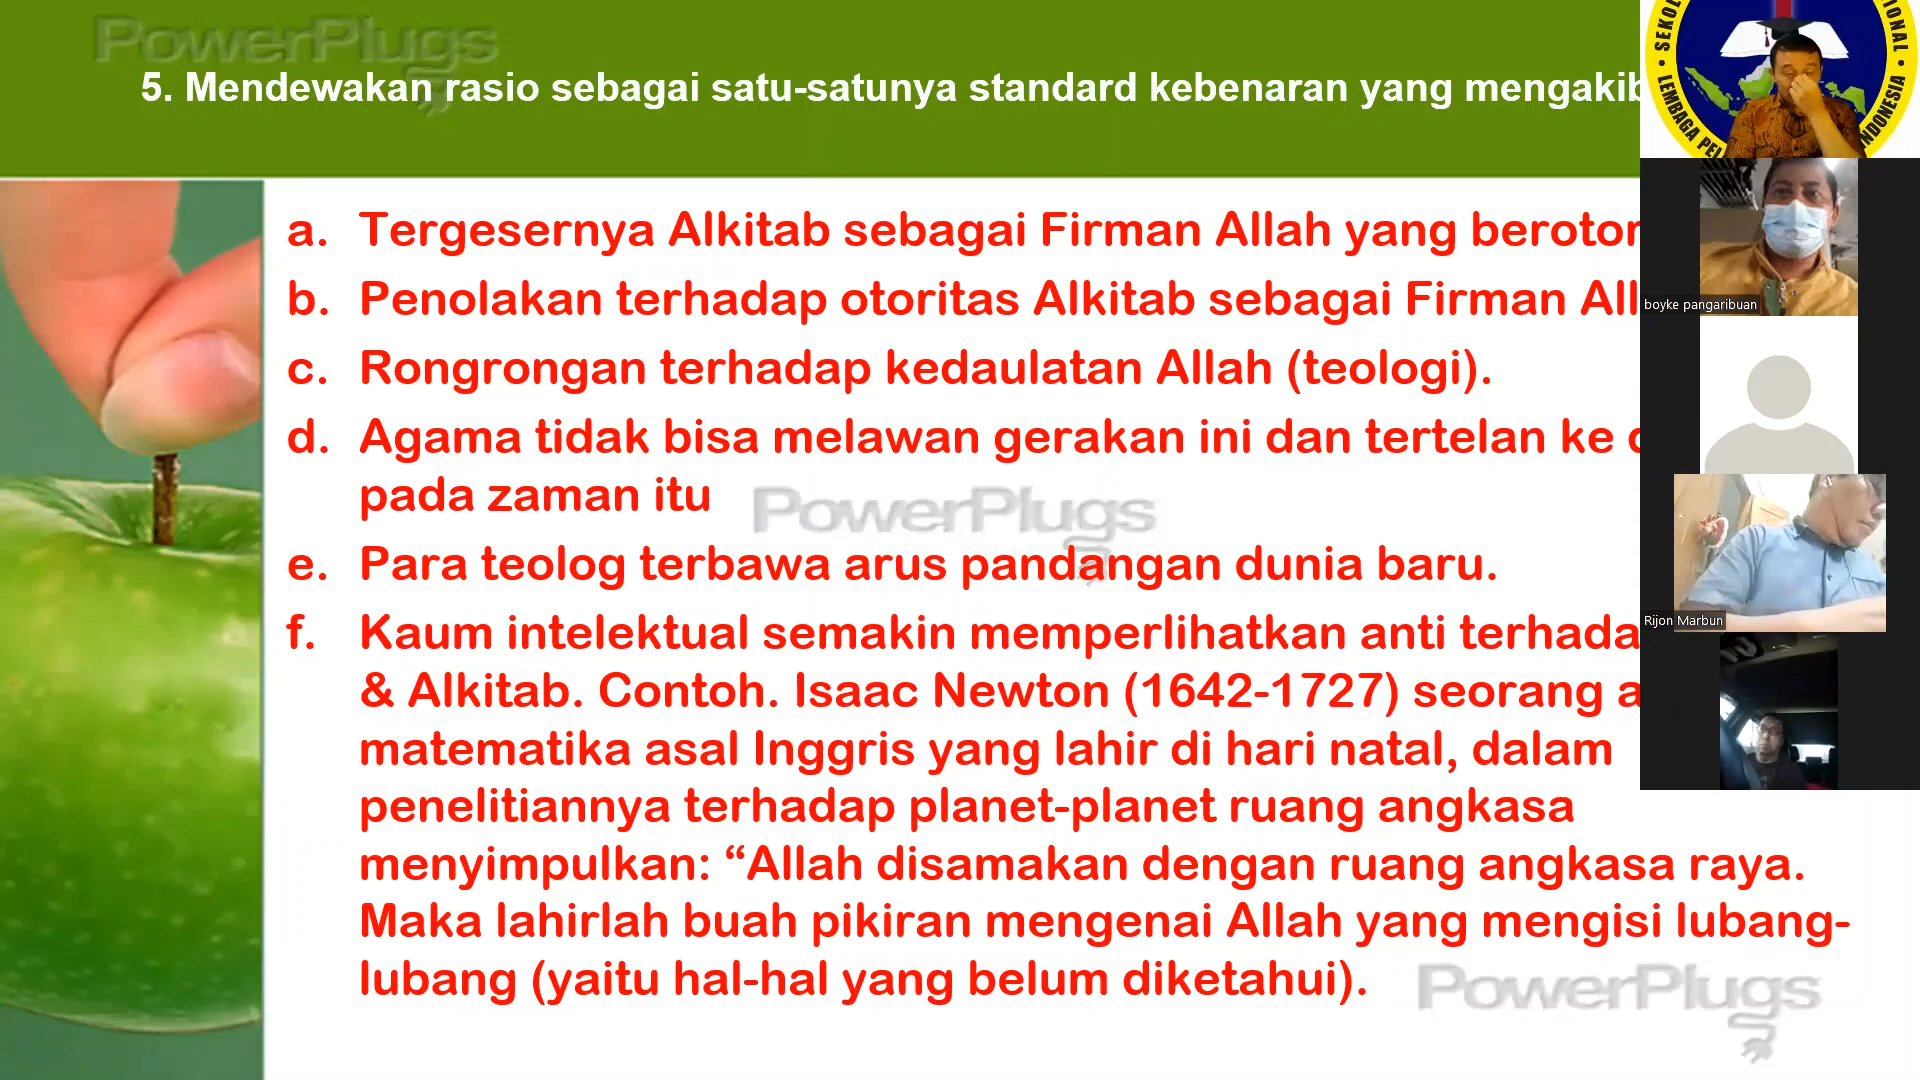 PowerPlugs
5. Mendewakan rasio sebagai satu-satunya standard kebenaran yang
a. Tergesernya Alkitab sebagai Firman Allah yang
b. Penolakan terhadap otoritas Alkitab sebagai Firman
c. Rongrongan terhadap kedaulatan Allah (teologi).
d. Agama tidak bisa melawan gerakan ini dan tertelan ke
pada zaman itu
PowerPlugs
e. Para teolog terbawa arus pandangan dunia baru.
f. Kaum intelektual semakin memperlihatkan anti
& Alkitab. Contoh. Isaac Newton (1642-1727) seorang
matematika asal Inggris yang lahir di hari natal, dalam
penelitiannya terhadap planet-planet ruang angkasa
menyimpulkan: “Allah disamakan dengan ruang angkasa raya.
Maka lahirlah buah pikiran mengenai Allah yang mengisi lubang-
lubang (yaitu hal-hal yang belum diketahui).
PowerPlugs
LEMBAGA
boyke pangaribuan
Rijon Marbun